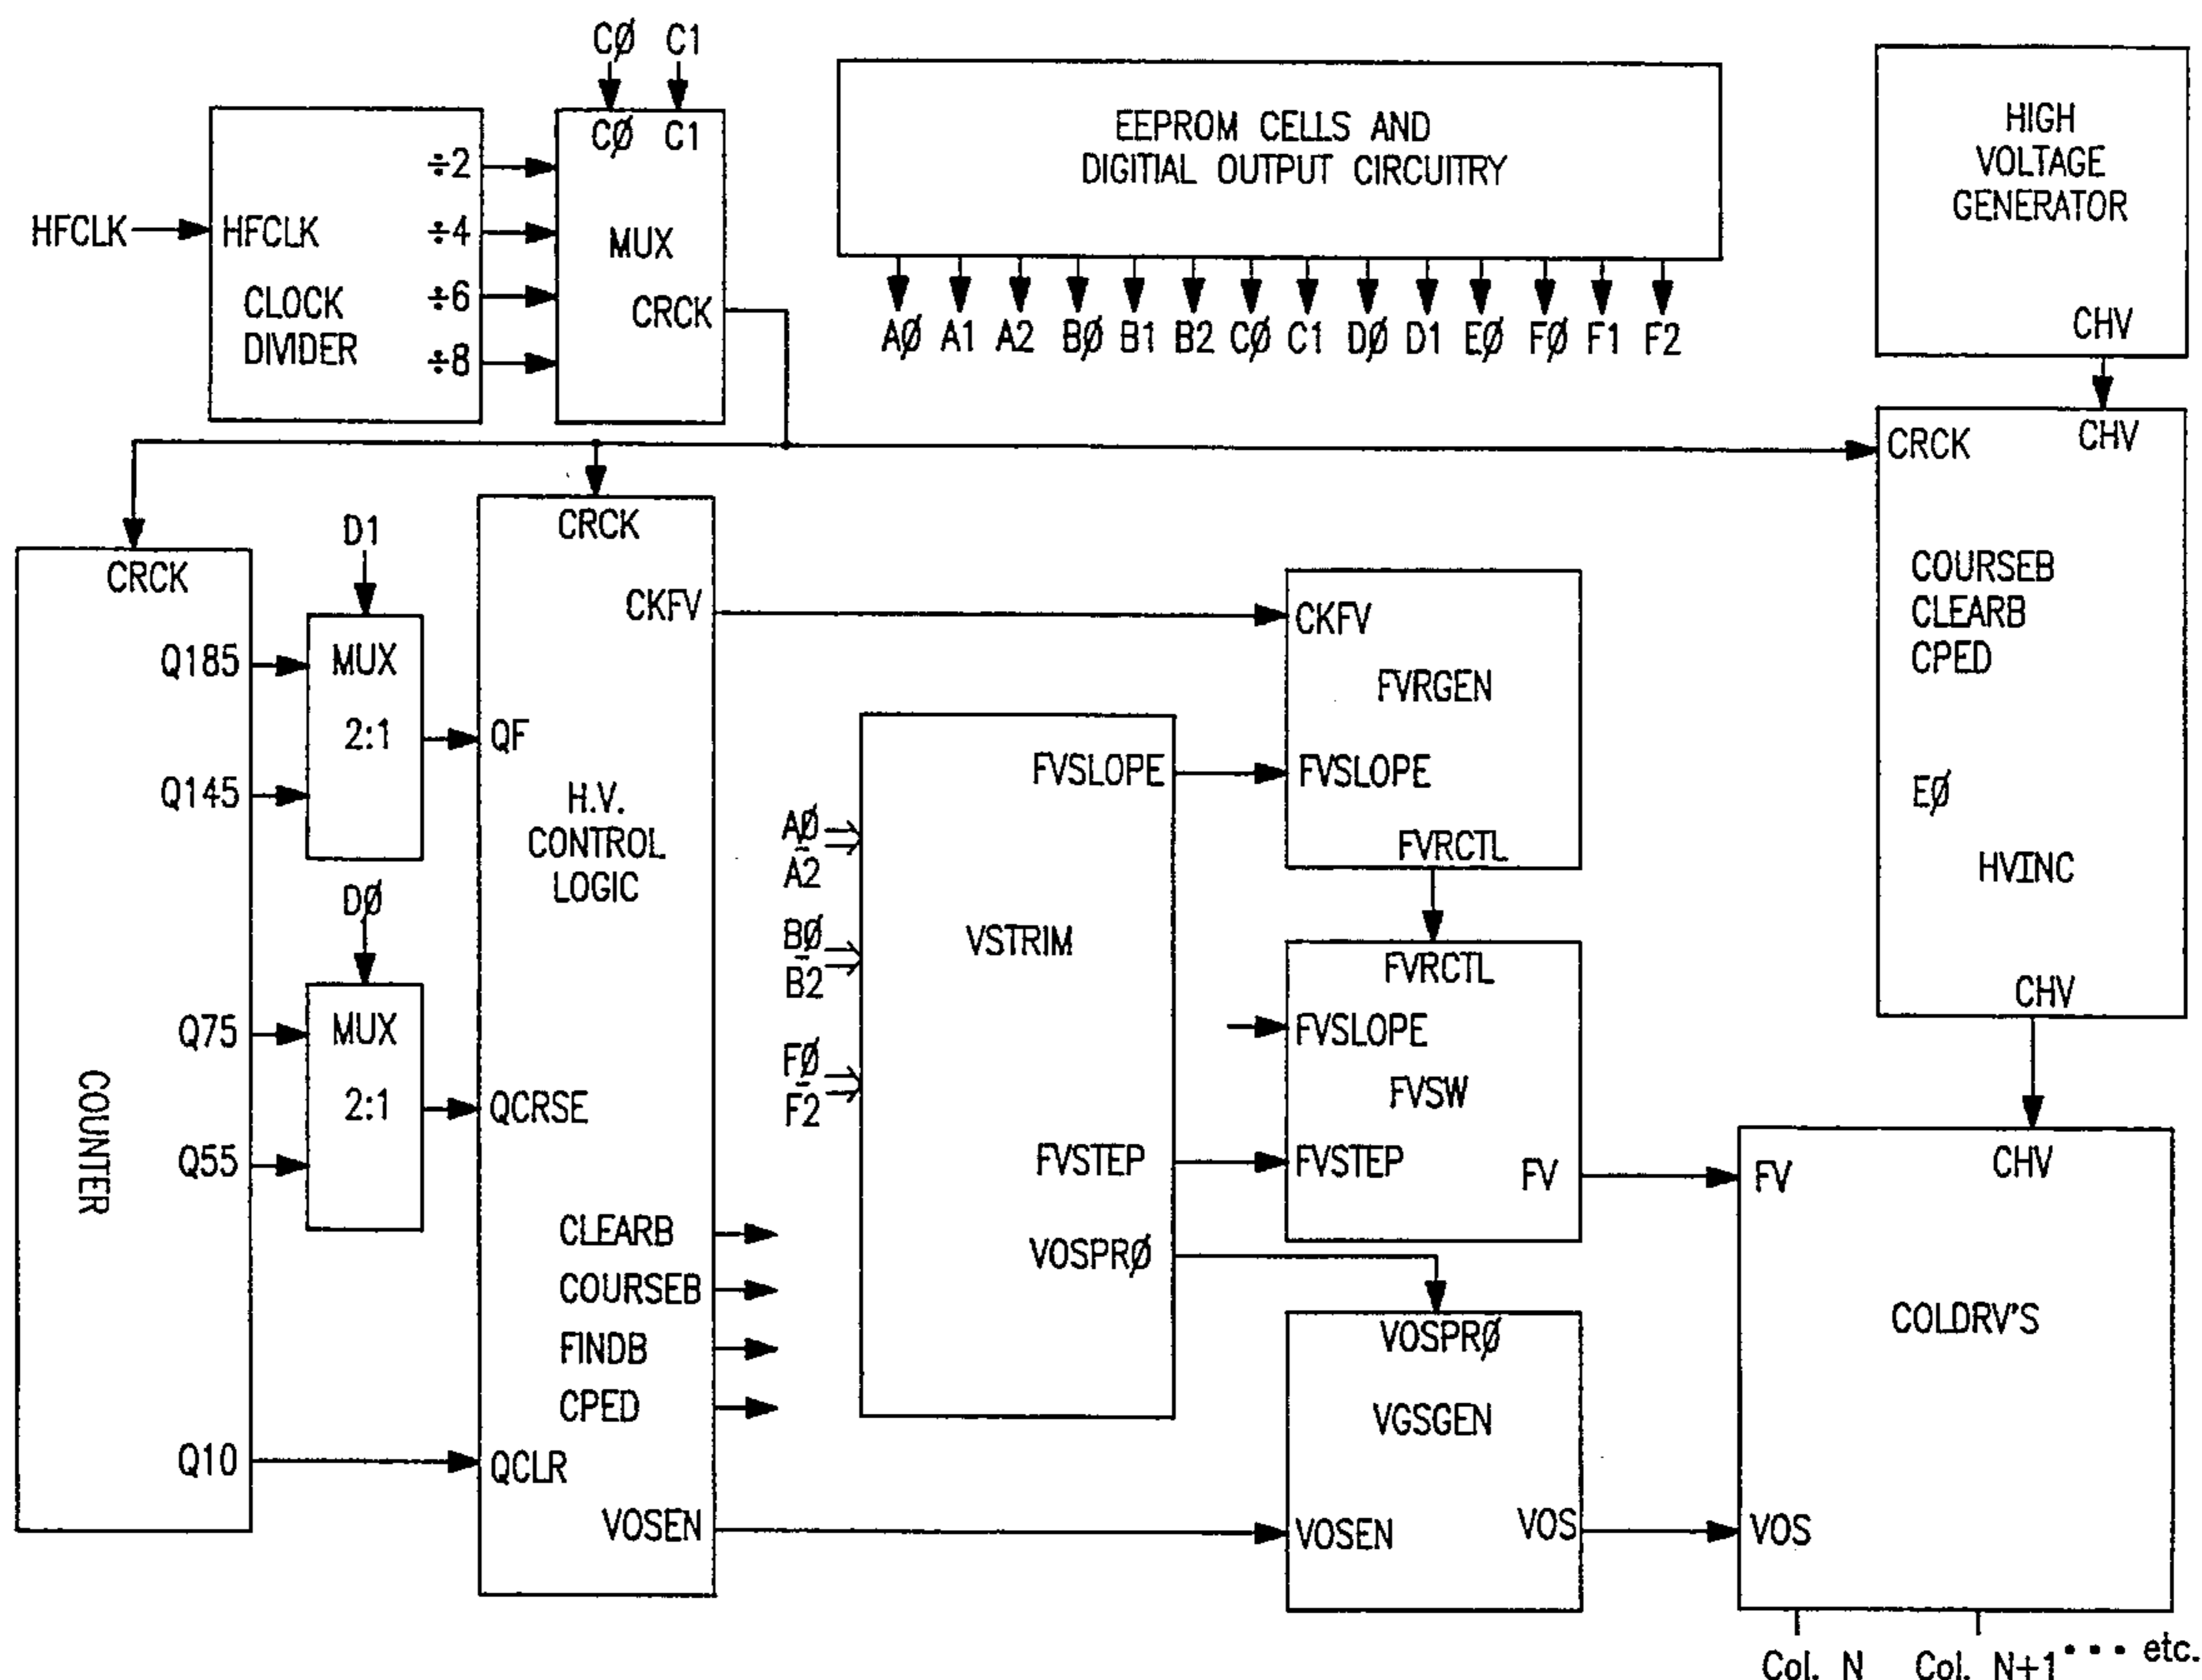 CØ C1
CØ C1
÷2
÷4
÷6
÷8
HFCLK
HFCLK
CLOCK
DIVIDER
MUX
CRCK
EEPROM CELLS AND
DIGITIAL OUTPUT CIRCUITRY
AØ A1 A2 BØ B1 B2 CØ C1 DØ D1 EØ FØ F1 F2
HIGH
VOLTAGE
GENERATOR
CHV
CRCK
CHV
COURSEB
CLEARB
CPED
EØ
HVINC
CHV
CRCK
Q185
Q145
Q75
Q55
Q10
COUNTER
D1
MUX
2:1
DØ
MUX
2:1
CRCK
CKFV
QF
H.V.
CONTROL
LOGIC
QCRSE
CLEARB
COURSEB
FINDB
CPED
QCLR
VOSEN
AØ
A2
BØ
B2
FØ
F2
FVSLOPE
VSTRIM
FVSTEP
VOSPRØ
CKFV
FVRGEN
FVSLOPE
FVRCTL
FVRCTL
FVSLOPE
FVSW
FVSTEP
FV
VOSPRØ
VGSGEN
VOSEN
VOS
FV
CHV
COLDRV'S
VOS
Col. N Col. N+1 ••• etc.